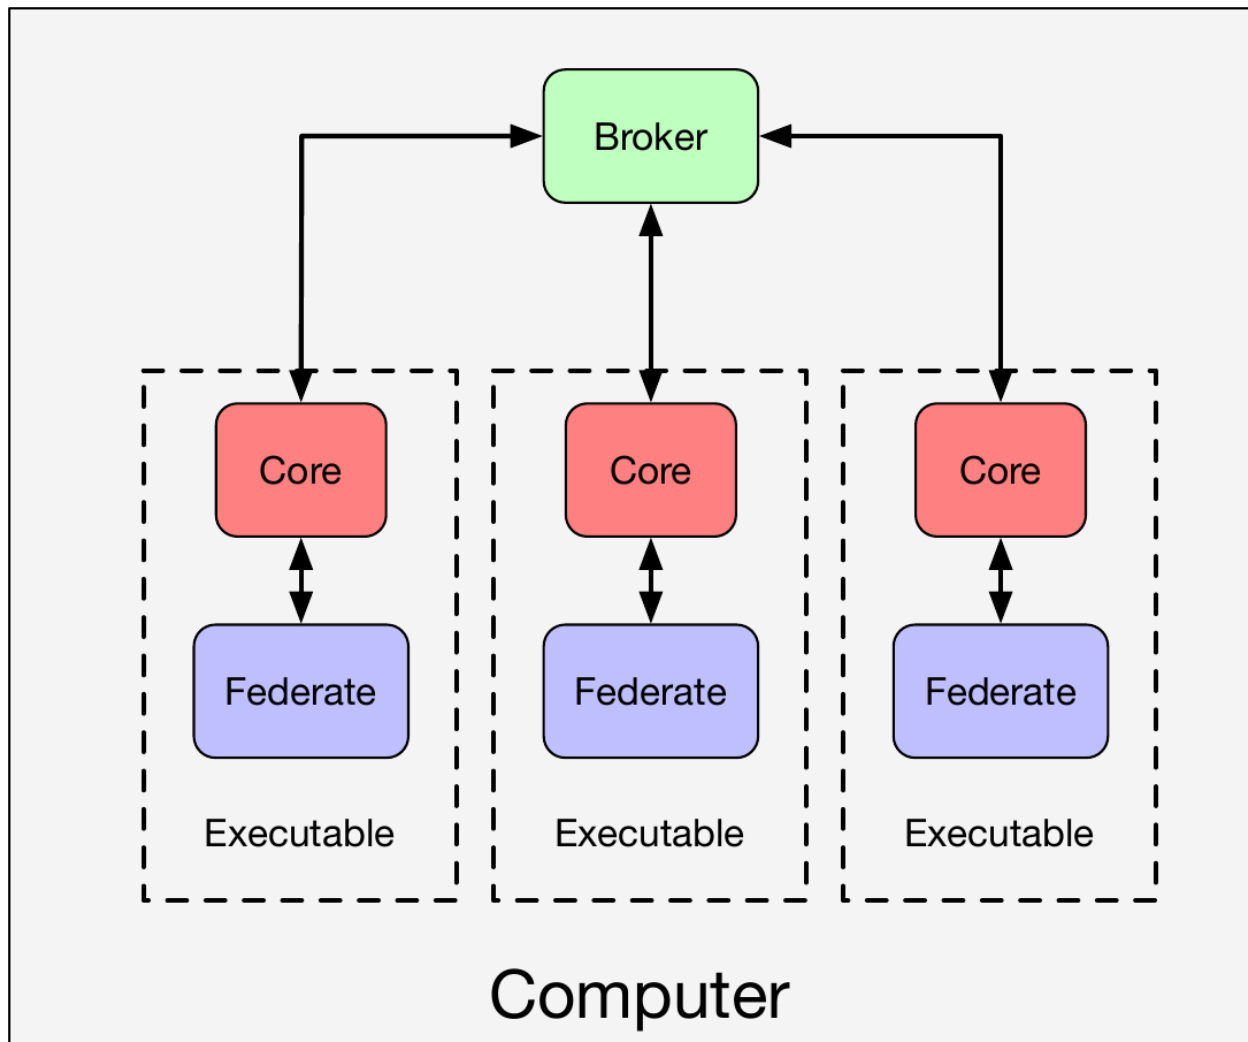 Broker
Core
Core
Core
Federate
Federate
Federate
Executable
Executable
Executable
Computer